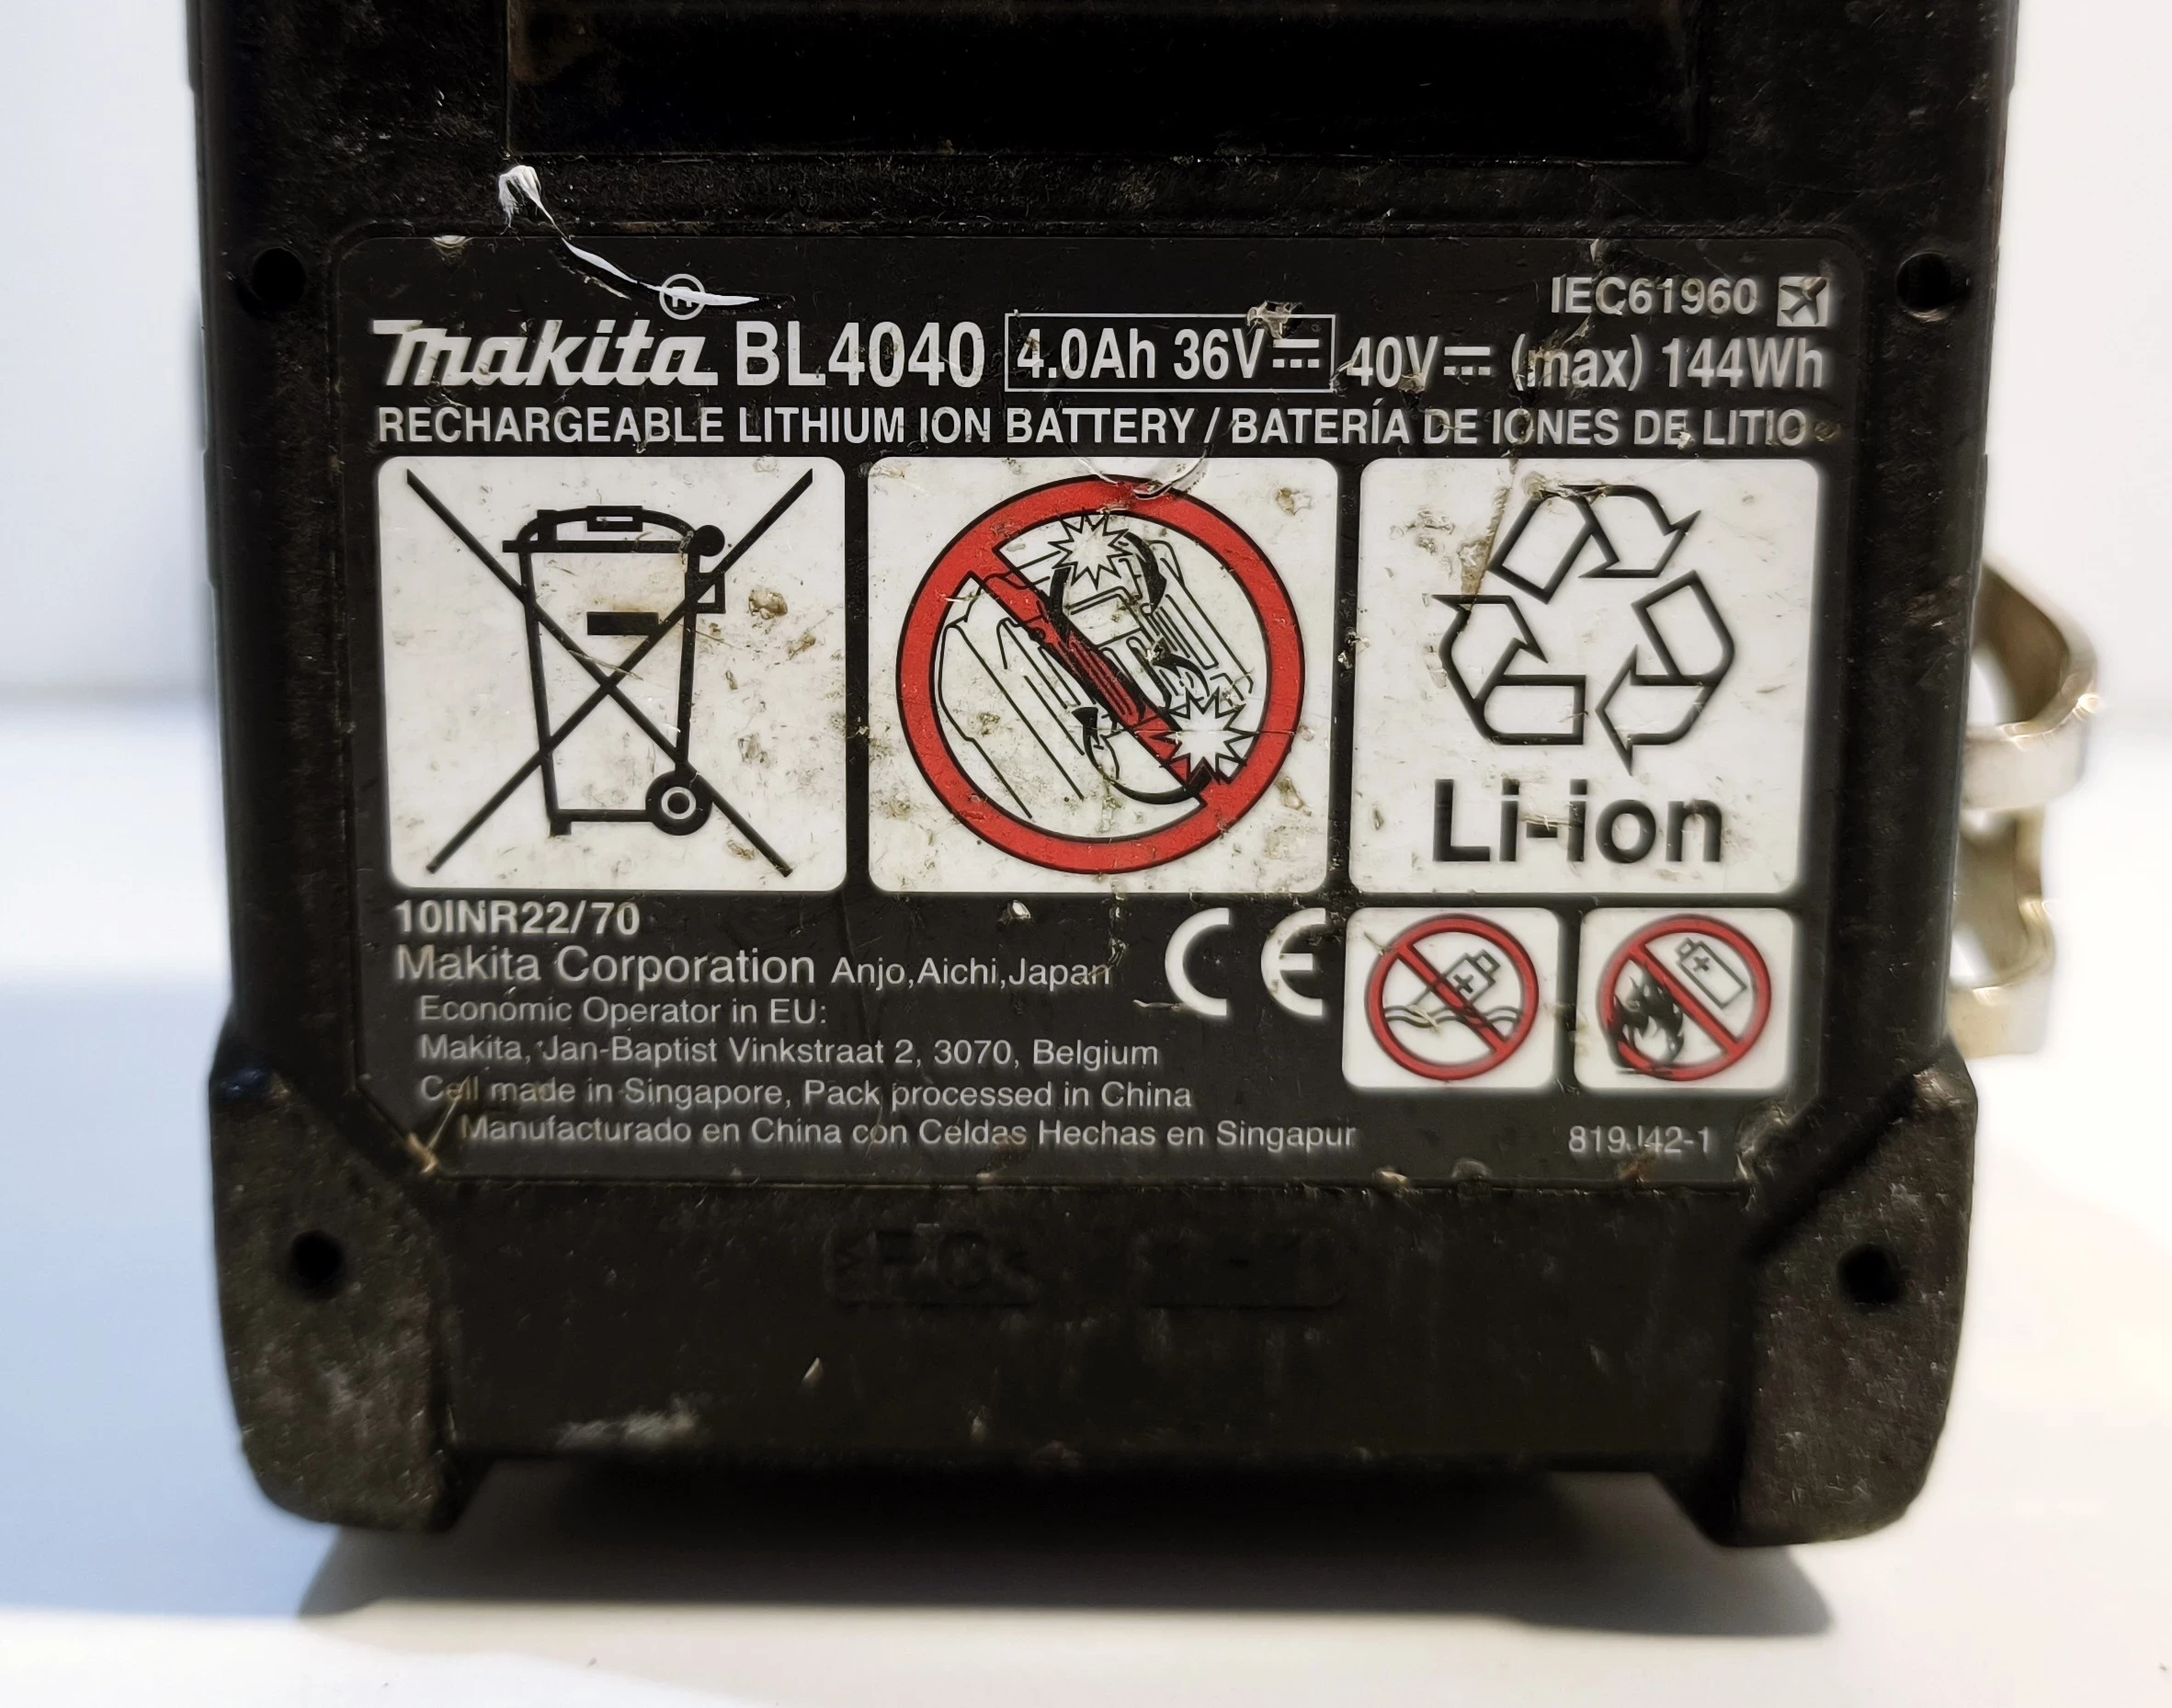 ®
IEC61960
makita BL4040 4.0Ah 36V⎓ 40V⎓ (max) 144Wh
RECHARGEABLE LITHIUM ION BATTERY / BATERÍA DE IONES DE LITIO
Li-ion
10INR22/70
Makita Corporation Anjo,Aichi,Japan
CE
Economic Operator in EU:
Makita, Jan-Baptist Vinkstraat 2, 3070, Belgium
Cell made in Singapore, Pack processed in China
Manufacturado en China con Celdas Hechas en Singapur
819J42-1